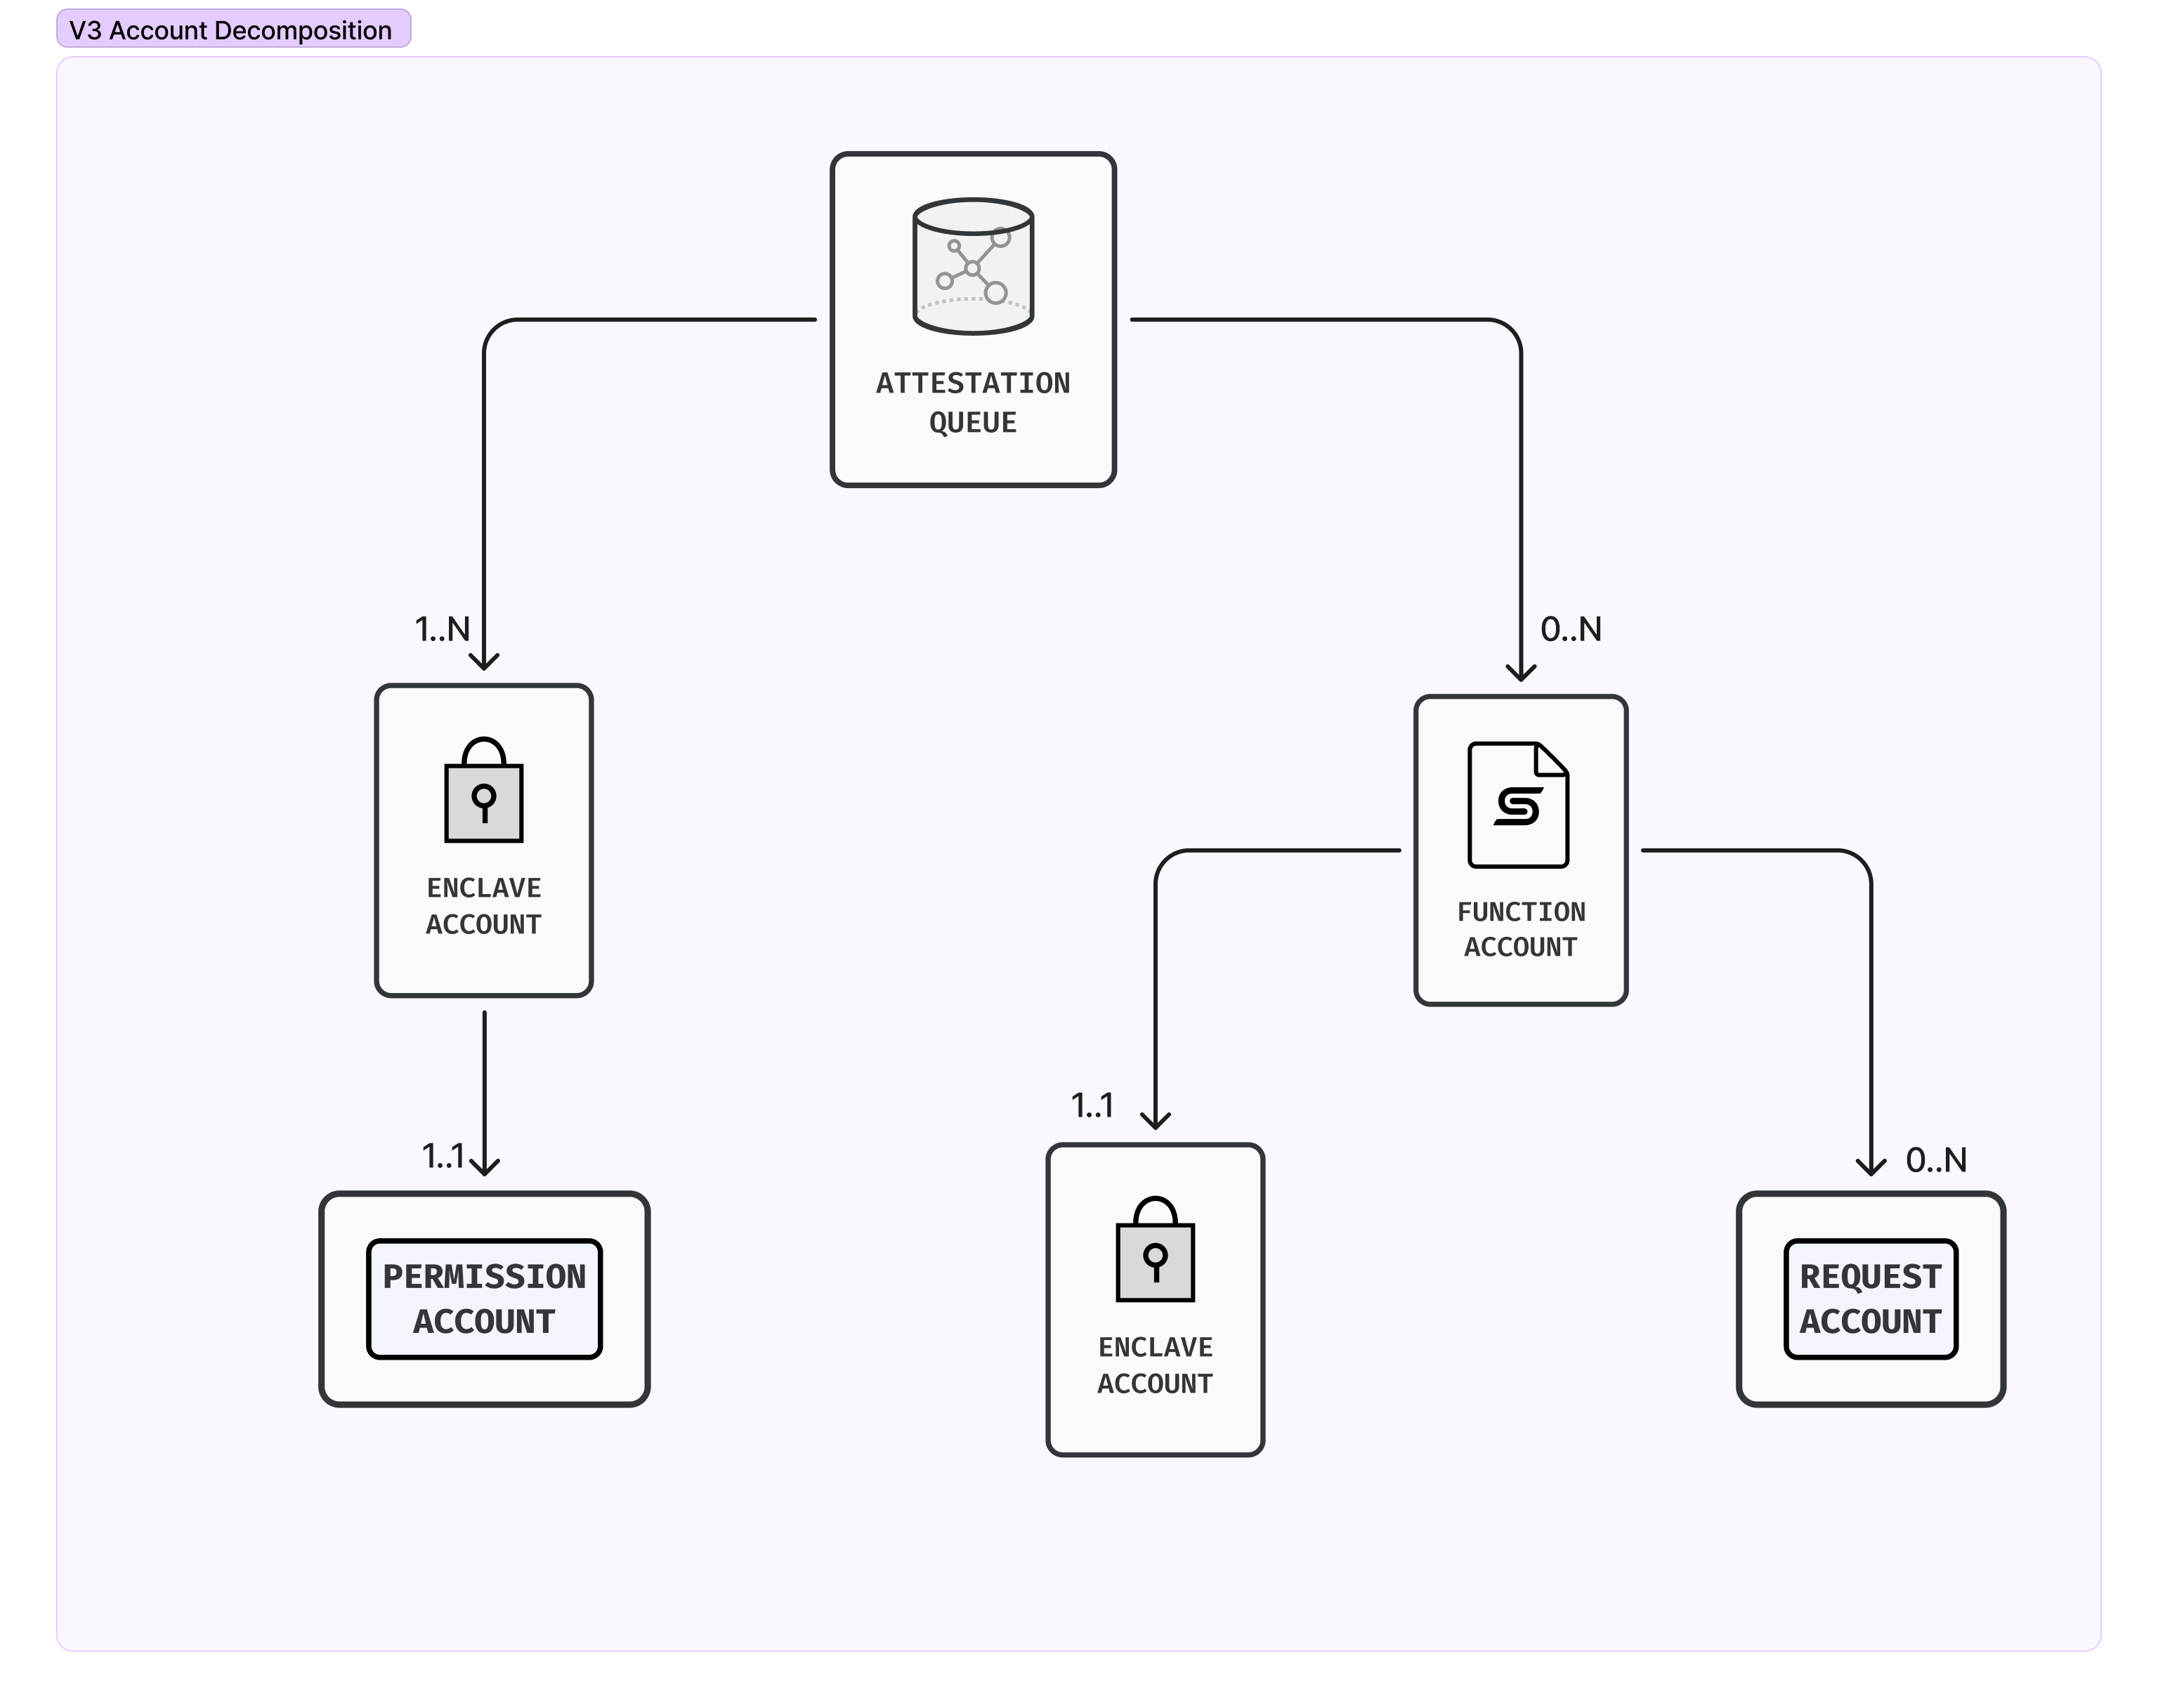 V3 Account Decomposition
ATTESTATION
QUEUE
1..N
0..N
ENCLAVE
ACCOUNT
FUNCTION
ACCOUNT
1..1
1..1
0..N
PERMISSION
ACCOUNT
ENCLAVE
ACCOUNT
REQUEST
ACCOUNT